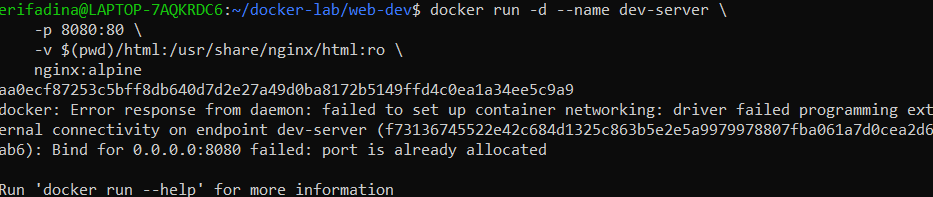 erifadina@LAPTOP-7AQKRDC6:~/docker-lab/web-dev$ docker run -d --name dev-server \
    -p 8080:80 \
    -v $(pwd)/html:/usr/share/nginx/html:ro \
    nginx:alpine
aa0ecf87253c5bff8db640d7d2e27a49d0ba8172b5149ffd4c0ea1a34ee5c9a9
docker: Error response from daemon: failed to set up container networking: driver failed programming ext
ernal connectivity on endpoint dev-server (f73136745522e42c684d1325c863b5e2e5a9979978807fba061a7d0cea2d6
ab6): Bind for 0.0.0.0:8080 failed: port is already allocated
Run 'docker run --help' for more information